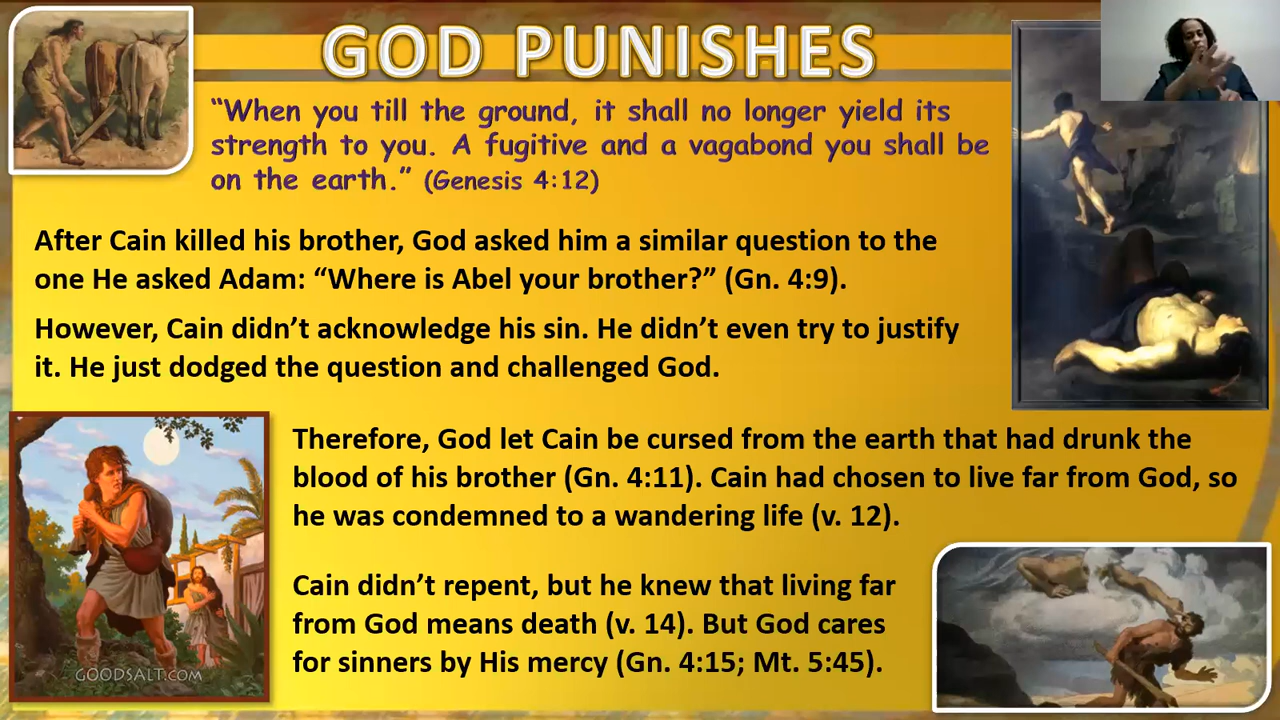 GOD PUNISHES
“When you till the ground, it shall no longer yield its
strength to you. A fugitive and a vagabond you shall be
on the earth.” (Genesis 4:12)
After Cain killed his brother, God asked him a similar question to the
one He asked Adam: “Where is Abel your brother?” (Gn. 4:9).
However, Cain didn’t acknowledge his sin. He didn’t even try to justify
it. He just dodged the question and challenged God.
Therefore, God let Cain be cursed from the earth that had drunk the
blood of his brother (Gn. 4:11). Cain had chosen to live far from God, so
he was condemned to a wandering life (v. 12).
Cain didn’t repent, but he knew that living far
from God means death (v. 14). But God cares
for sinners by His mercy (Gn. 4:15; Mt. 5:45).
GOODSALT.COM